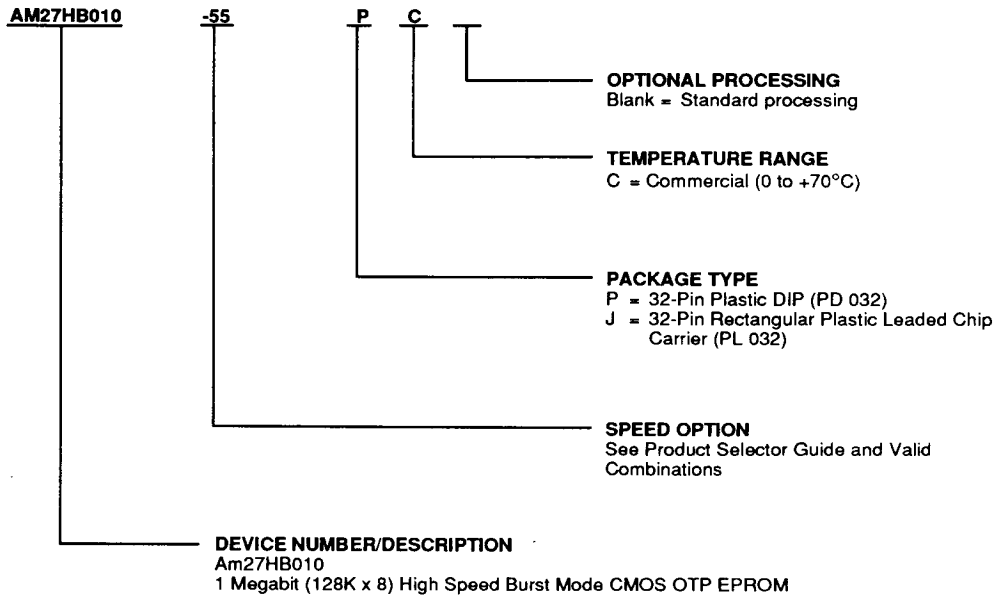 AM27HB010 -55 P C
OPTIONAL PROCESSING
Blank = Standard processing
TEMPERATURE RANGE
C = Commercial (0 to +70°C)
PACKAGE TYPE
P = 32-Pin Plastic DIP (PD 032)
J = 32-Pin Rectangular Plastic Leaded Chip
Carrier (PL 032)
SPEED OPTION
See Product Selector Guide and Valid
Combinations
DEVICE NUMBER/DESCRIPTION
Am27HB010
1 Megabit (128K x 8) High Speed Burst Mode CMOS OTP EPROM